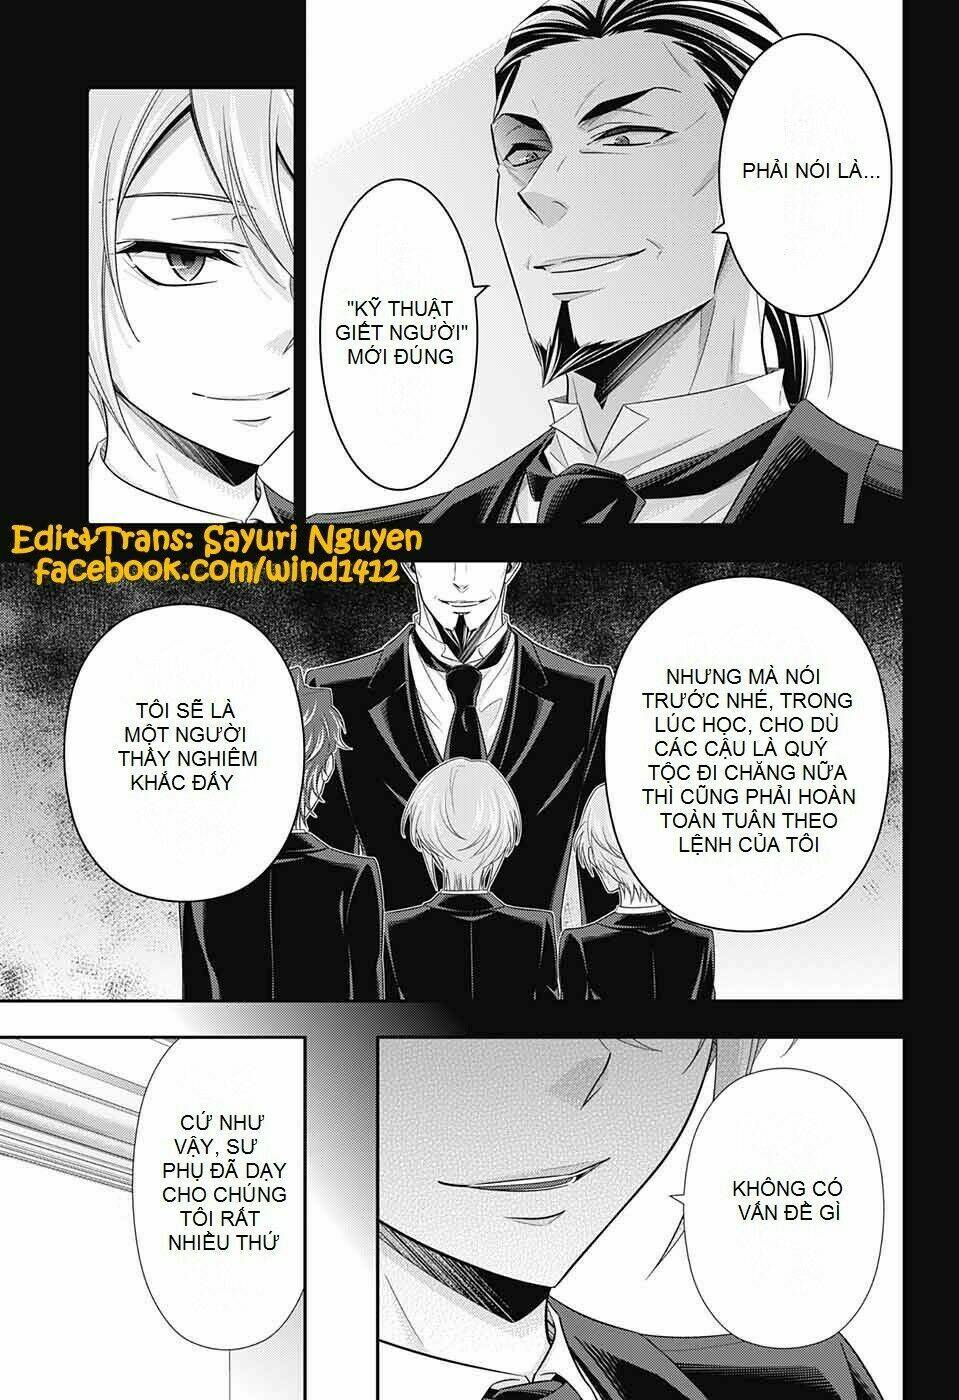 PHẢI NÓI LÀ...
"KỸ THUẬT
GIẾT NGƯỜI"
MỚI ĐÚNG
Edit&Trans: Sayuri Nguyen
facebook.com/wind1412
NHƯNG MÀ NÓI
TRƯỚC NHÉ, TRONG
LÚC HỌC, CHO DÙ
CÁC CẬU LÀ QUÝ
TỘC ĐI CHĂNG NỮA
THÌ CŨNG PHẢI HOÀN
TOÀN TUÂN THEO
LỆNH CỦA TÔI
TÔI SẼ LÀ
MỘT NGƯỜI
THẦY NGHIÊM
KHẮC ĐẤY
KHÔNG CÓ
VẤN ĐỀ GÌ
CỨ NHƯ
VẬY, SƯ
PHỤ ĐÃ DẠY
CHO CHÚNG
TÔI RẤT
NHIỀU THỨ